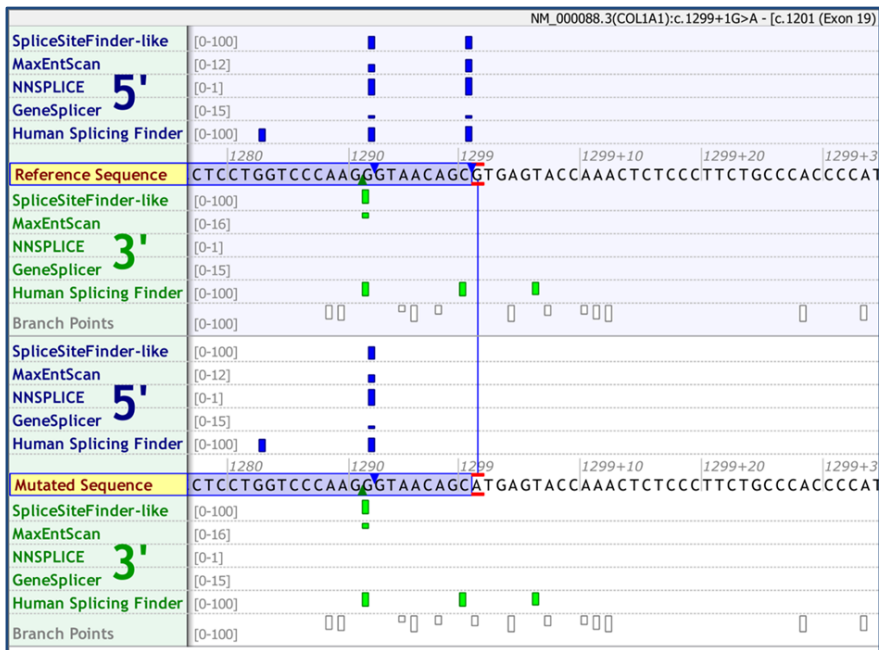 NM_000088.3(COL1A1):c.1299+1G>A - [c.1201 (Exon 19)
SpliceSiteFinder-like [0-100]
MaxEntScan [0-12]
NNSPLICE 5' [0-1]
GeneSplicer [0-15]
Human Splicing Finder [0-100]
1280 1290 1299 1299+10 1299+20 1299+3
Reference Sequence CTCCTGGTCCCAAGGGTAACAGCGTGAGTACCAAACTCTCCCTTCTGCCCACCCCAT
SpliceSiteFinder-like [0-100]
MaxEntScan [0-16]
NNSPLICE 3' [0-1]
GeneSplicer [0-15]
Human Splicing Finder [0-100]
Branch Points [0-100]
SpliceSiteFinder-like [0-100]
MaxEntScan [0-12]
NNSPLICE 5' [0-1]
GeneSplicer [0-15]
Human Splicing Finder [0-100]
1280 1290 1299 1299+10 1299+20 1299+3
Mutated Sequence CTCCTGGTCCCAAGGGTAACAGCATGAGTACCAAACTCTCCCTTCTGCCCACCCCAT
SpliceSiteFinder-like [0-100]
MaxEntScan [0-16]
NNSPLICE 3' [0-1]
GeneSplicer [0-15]
Human Splicing Finder [0-100]
Branch Points [0-100]